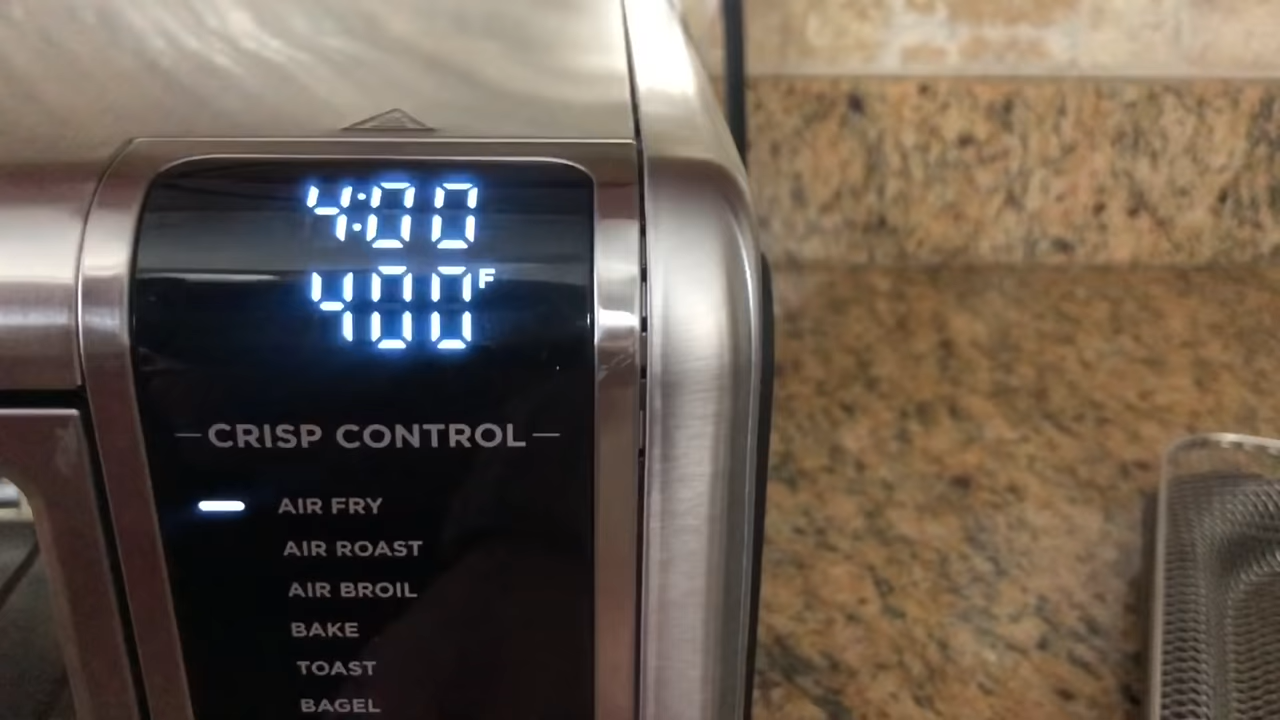 4:00
400F
CRISP CONTROL
AIR FRY
AIR ROAST
AIR BROIL
BAKE
TOAST
BAGEL